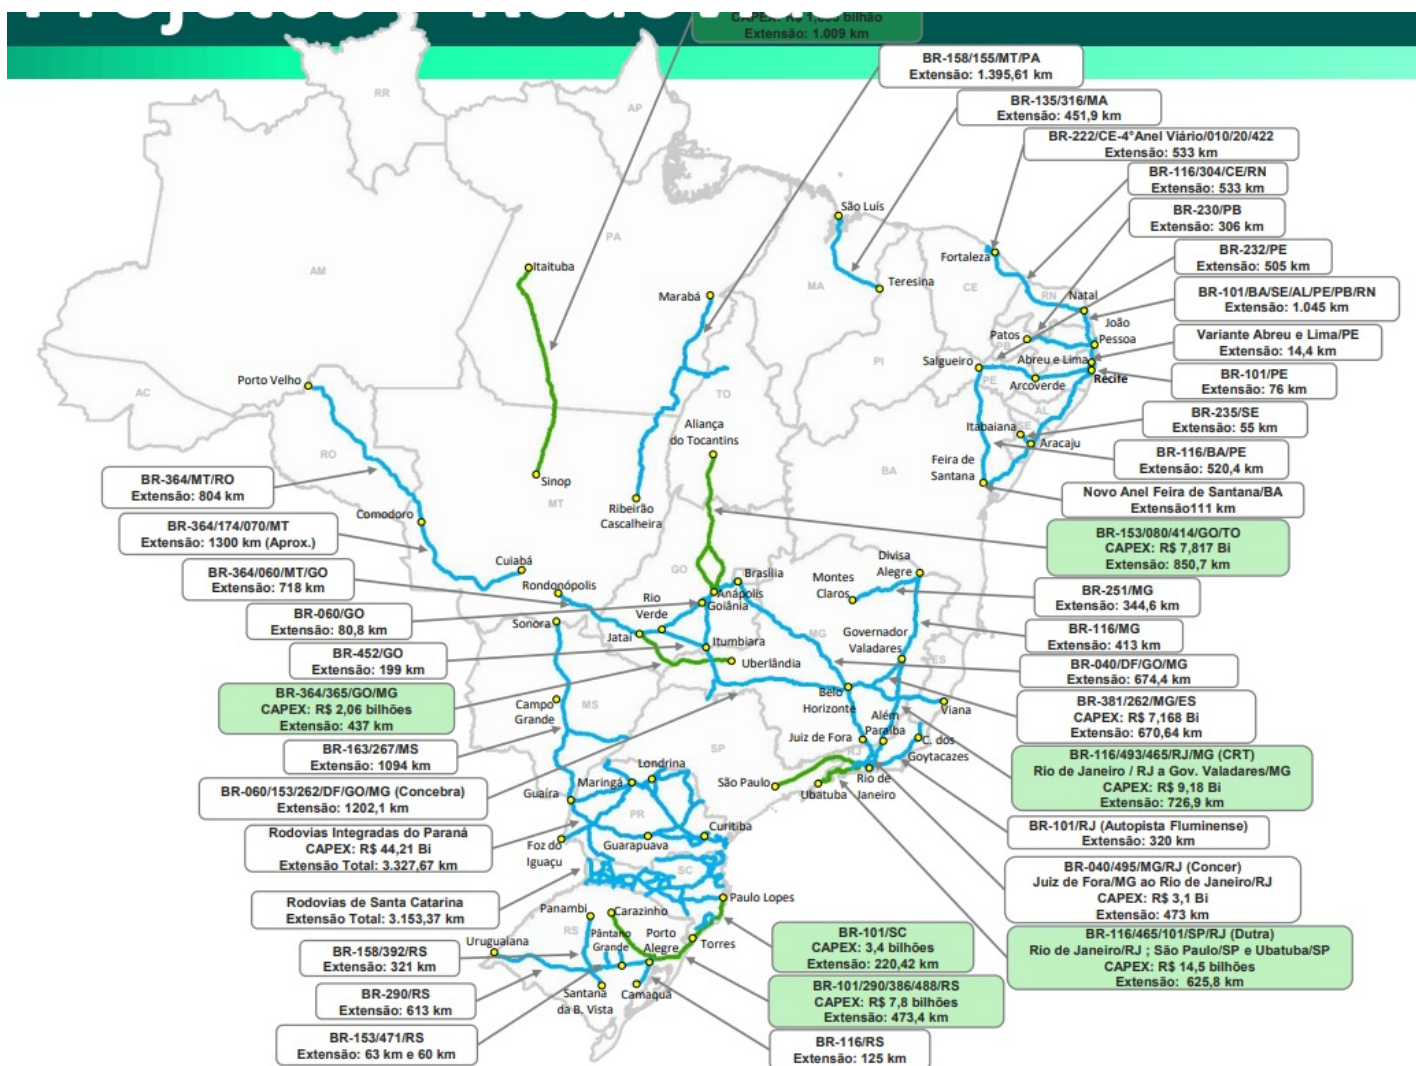 Projetos Rodovias
CAPEX: R$ bilhão
Extensão: 1.009 km
BR-158/155/MT/PA
Extensão: 1.395,61 km
BR-135/316/MA
Extensão: 451,9 km
BR-222/CE-4°Anel Viário/010/20/422
Extensão: 533 km
BR-116/304/CE/RN
Extensão: 533 km
BR-230/PB
Extensão: 306 km
BR-232/PE
Extensão: 505 km
BR-101/BA/SE/AL/PE/PB/RN
Extensão: 1.045 km
Variante Abreu e Lima/PE
Extensão: 14,4 km
BR-101/PE
Extensão: 76 km
BR-235/SE
Extensão: 55 km
BR-116/BA/PE
Extensão: 520,4 km
Novo Anel Feira de Santana/BA
Extensão111 km
BR-153/080/414/GO/TO
CAPEX: R$ 7,817 Bi
Extensão: 850,7 km
BR-251/MG
Extensão: 344,6 km
BR-116/MG
Extensão: 413 km
BR-040/DF/GO/MG
Extensão: 674,4 km
BR-381/262/MG/ES
CAPEX: R$ 7,168 Bi
Extensão: 670,64 km
BR-116/493/465/RJ/MG (CRT)
Rio de Janeiro / RJ a Gov. Valadares/MG
CAPEX: R$ 9,18 Bi
Extensão: 726,9 km
BR-101/RJ (Autopista Fluminense)
Extensão: 320 km
BR-040/495/MG/RJ (Concer)
Juiz de Fora/MG ao Rio de Janeiro/RJ
CAPEX: R$ 3,1 Bi
Extensão: 473 km
BR-116/465/101/SP/RJ (Dutra)
Rio de Janeiro/RJ ; São Paulo/SP e Ubatuba/SP
CAPEX: R$ 14,5 bilhões
Extensão: 625,8 km
BR-101/SC
CAPEX: 3,4 bilhões
Extensão: 220,42 km
BR-101/290/386/488/RS
CAPEX: R$ 7,8 bilhões
Extensão: 473,4 km
BR-116/RS
Extensão: 125 km
BR-364/MT/RO
Extensão: 804 km
BR-364/174/070/MT
Extensão: 1300 km (Aprox.)
BR-364/060/MT/GO
Extensão: 718 km
BR-060/GO
Extensão: 80,8 km
BR-452/GO
Extensão: 199 km
BR-364/365/GO/MG
CAPEX: R$ 2,06 bilhões
Extensão: 437 km
BR-163/267/MS
Extensão: 1094 km
BR-060/153/262/DF/GO/MG (Concebra)
Extensão: 1202,1 km
Rodovias Integradas do Paraná
CAPEX: R$ 44,21 Bi
Extensão Total: 3.327,67 km
Rodovias de Santa Catarina
Extensão Total: 3.153,37 km
BR-158/392/RS
Extensão: 321 km
BR-290/RS
Extensão: 613 km
BR-153/471/RS
Extensão: 63 km e 60 km
RR
AP
AM
PA
MA
CE
RN
PB
PE
AL
SE
PI
BA
TO
AC
RO
MT
GO
MG
ES
MS
SP
RJ
PR
SC
RS
São Luís
Teresina
Fortaleza
Natal
João
Pessoa
Patos
Abreu e Lima
Salgueiro
Arcoverde
Recife
Itabaiana
Aracaju
Feira de
Santana
Itaituba
Marabá
Porto Velho
Aliança
do Tocantins
Sinop
Ribeirão
Cascalheira
Comodoro
Cuiabá
Rondonópolis
Brasília
Anápolis
Goiânia
Rio
Verde
Jataí
Itumbiara
Uberlândia
Sonora
Campo
Grande
Montes
Claros
Divisa
Alegre
Governador
Valadares
Belo
Horizonte
Viana
Além
Paraíba
Juiz de Fora
C. dos
Goytacazes
São Paulo
Ubatuba
Rio de
Janeiro
Londrina
Maringá
Guaíra
Foz do
Iguaçu
Guarapuava
Curitiba
Paulo Lopes
Panambi
Carazinho
Pântano
Grande
Porto
Alegre
Torres
Uruguaiana
Santana
da B. Vista
Camaquã